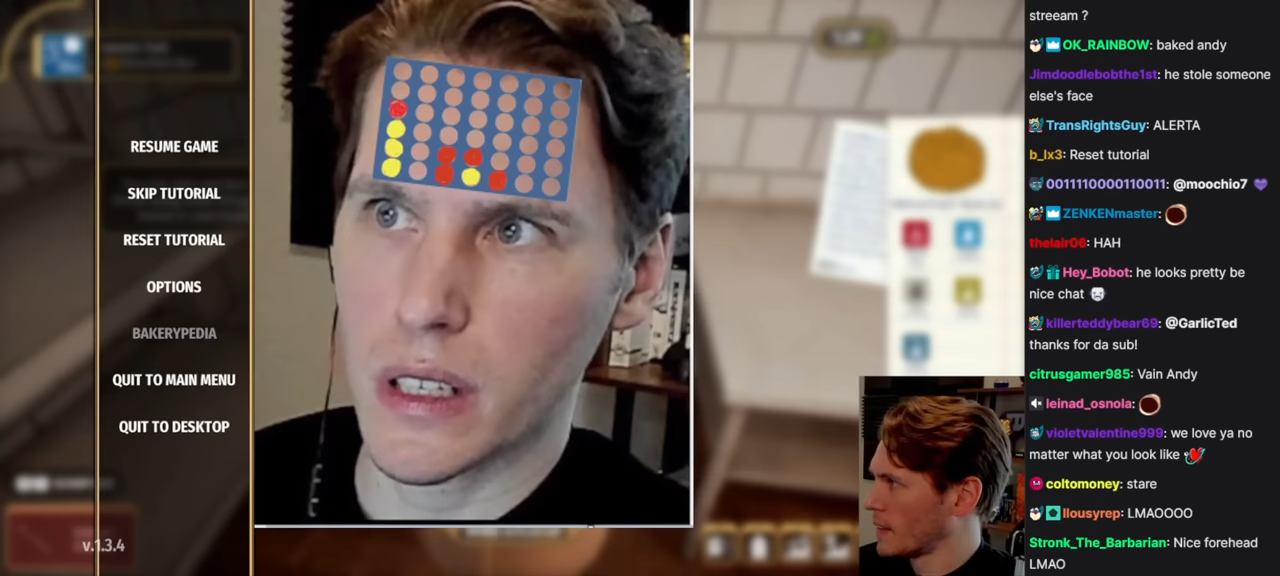 RESUME GAME
SKIP TUTORIAL
RESET TUTORIAL
OPTIONS
BAKERYPEDIA
QUIT TO MAIN MENU
QUIT TO DESKTOP
v.1.3.4
streeam ?
OK_RAINBOW: baked andy
Jimdoodlebobthe1st: he stole someone
else's face
TransRightsGuy: ALERTA
b_lx3: Reset tutorial
0011110000110011: @moochio7 💜
ZENKENmaster:
thelair06: HAH
Hey_Bobot: he looks pretty be
nice chat
killerteddybear69: @GarlicTed
thanks for da sub!
citrusgamer985: Vain Andy
leinad_osnola:
violetvalentine999: we love ya no
matter what you look like
coltomoney: stare
llousyrep: LMAOOOO
Stronk_The_Barbarian: Nice forehead
LMAO